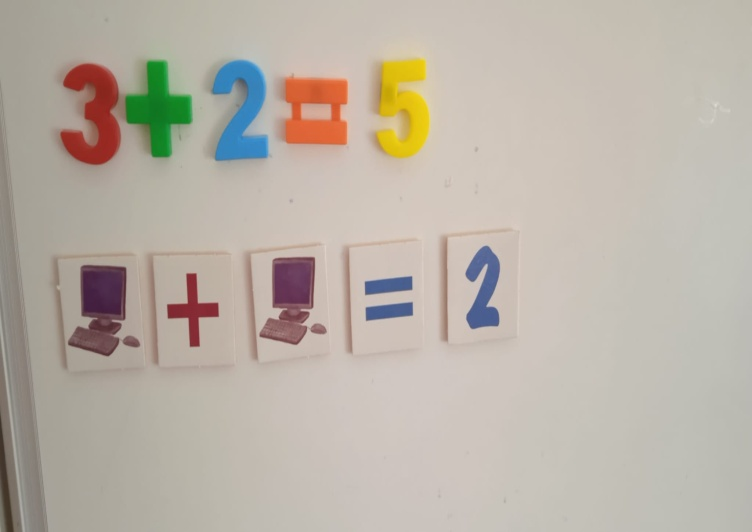 3+2=5
+ = 2